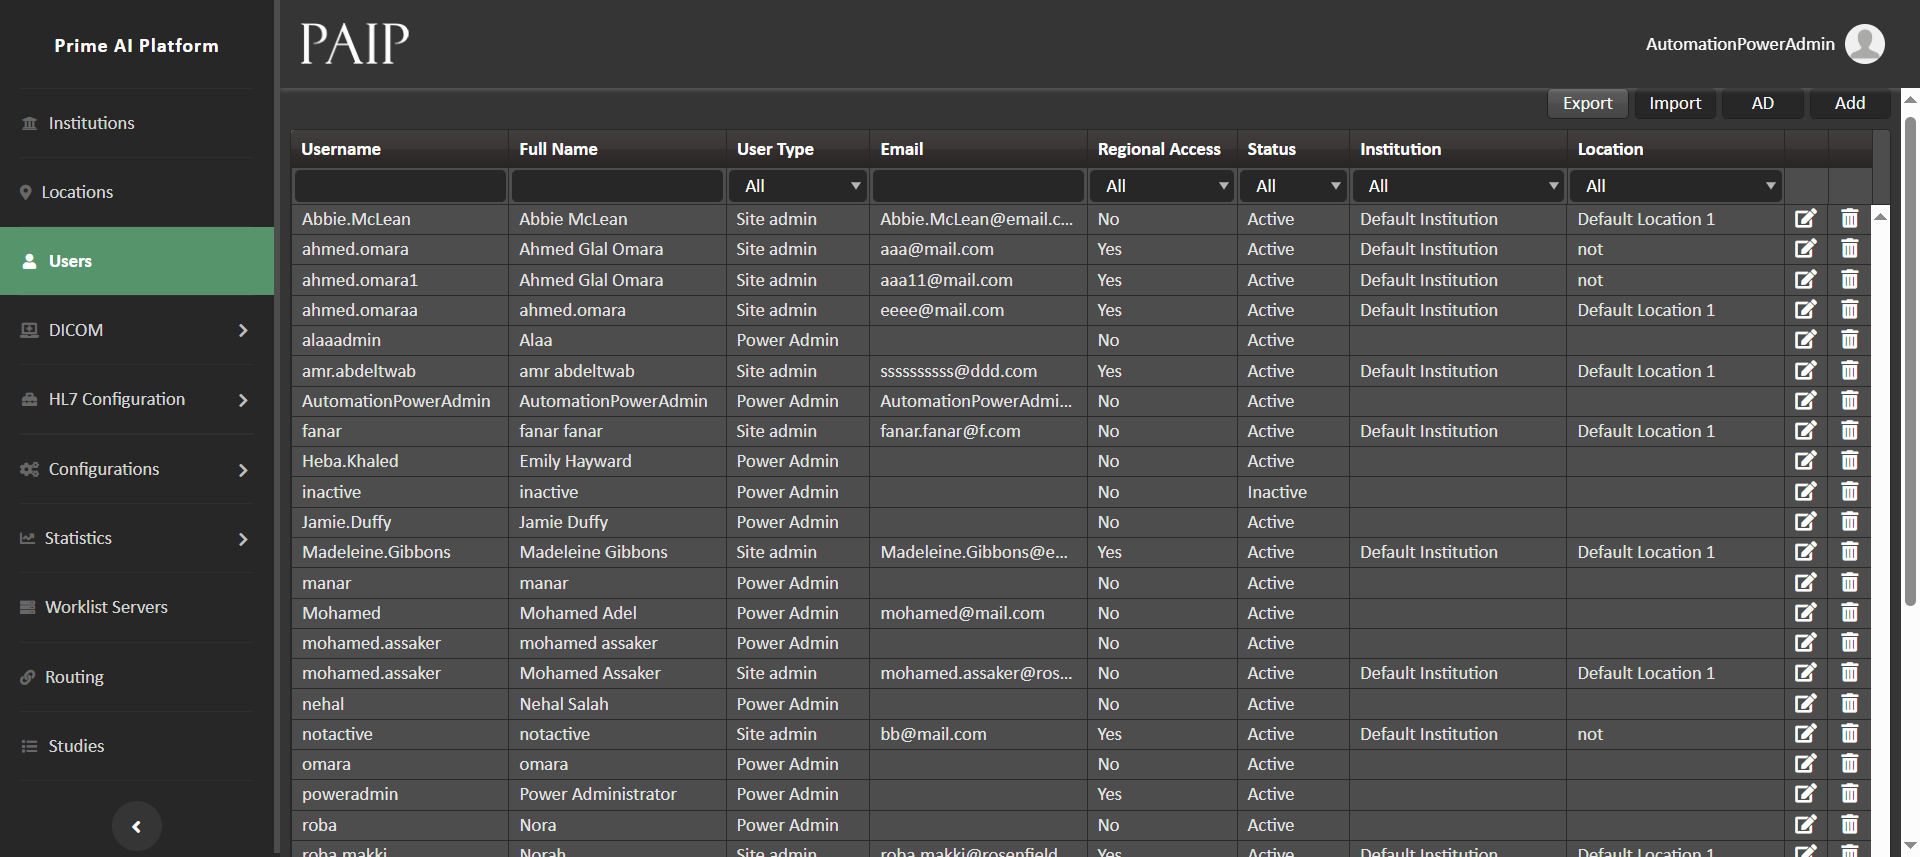 Prime AI Platform
PAIP
AutomationPowerAdmin
Institutions
Locations
Users
DICOM
HL7 Configuration
Configurations
Statistics
Worklist Servers
Routing
Studies
Export Import AD Add
Username Full Name User Type Email Regional Access Status Institution Location
All All All All All
Abbie.McLean Abbie McLean Site admin Abbie.McLean@email.c... No Active Default Institution Default Location 1
ahmed.omara Ahmed Glal Omara Site admin aaa@mail.com Yes Active Default Institution not
ahmed.omara1 Ahmed Glal Omara Site admin aaa11@mail.com Yes Active Default Institution not
ahmed.omaraa ahmed.omara Site admin eeee@mail.com Yes Active Default Institution Default Location 1
alaaadmin Alaa Power Admin No Active
amr.abdeltwab amr abdeltwab Site admin ssssssssss@ddd.com Yes Active Default Institution Default Location 1
AutomationPowerAdmin AutomationPowerAdmin Power Admin AutomationPowerAdmi... No Active
fanar fanar fanar Site admin fanar.fanar@f.com No Active Default Institution Default Location 1
Heba.Khaled Emily Hayward Power Admin No Active
inactive inactive Power Admin No Inactive
Jamie.Duffy Jamie Duffy Power Admin No Active
Madeleine.Gibbons Madeleine Gibbons Site admin Madeleine.Gibbons@e... Yes Active Default Institution Default Location 1
manar manar Power Admin No Active
Mohamed Mohamed Adel Power Admin mohamed@mail.com No Active
mohamed.assaker mohamed assaker Power Admin No Active
mohamed.assaker Mohamed Assaker Site admin mohamed.assaker@ros... No Active Default Institution Default Location 1
nehal Nehal Salah Power Admin No Active
notactive notactive Site admin bb@mail.com Yes Active Default Institution not
omara omara Power Admin No Active
poweradmin Power Administrator Power Admin Yes Active
roba Nora Power Admin No Active
roba.makki Norah Site admin roba.makki@rosenfield Yes Active Default Institution Default Location 1